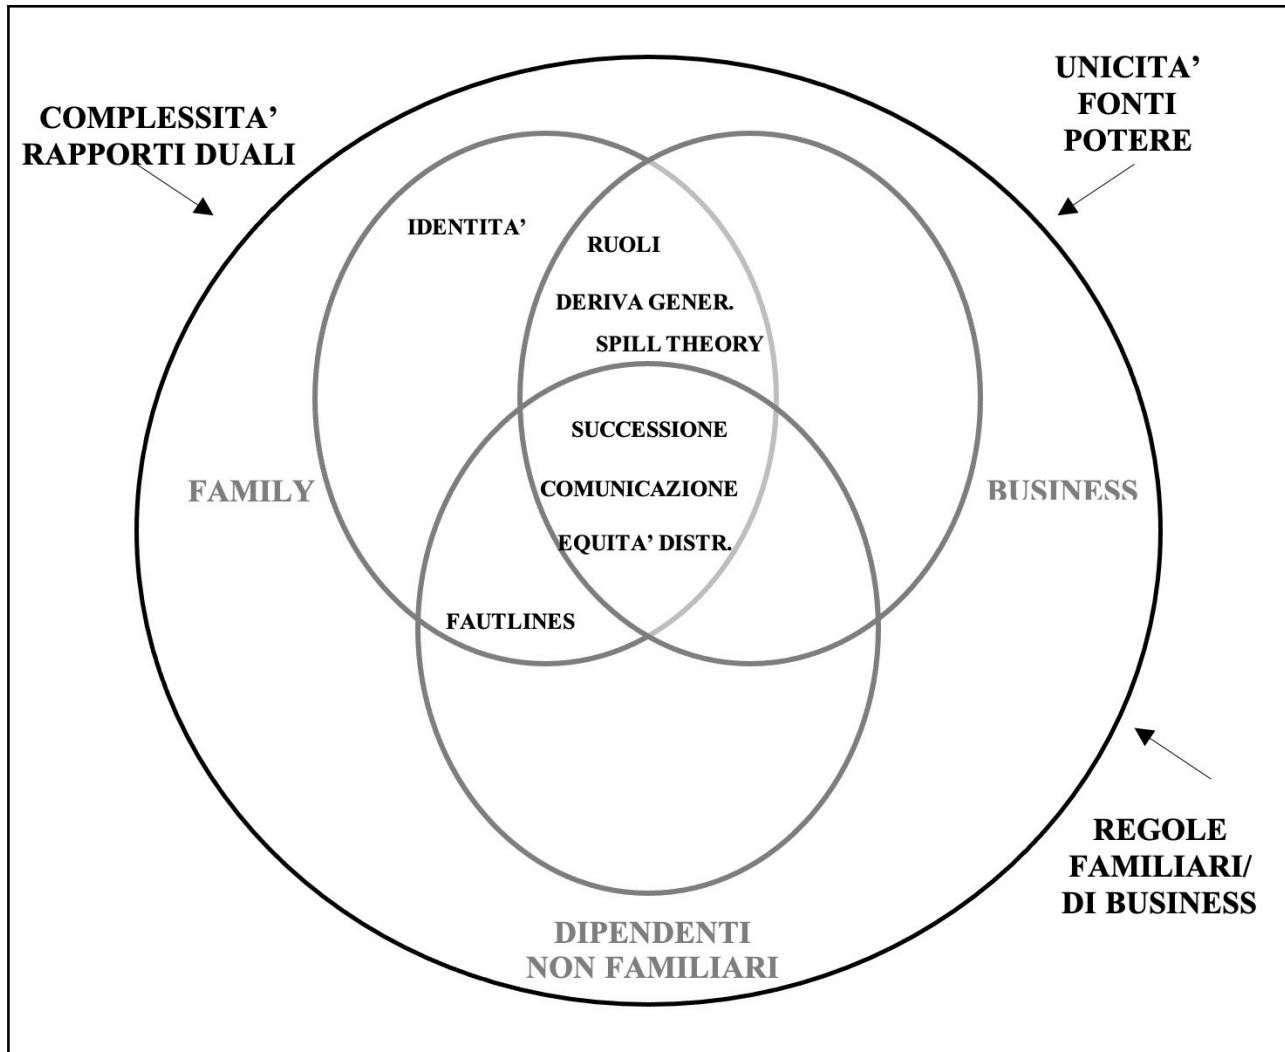 COMPLESSITA’
RAPPORTI DUALI
UNICITA’
FONTI
POTERE
IDENTITA’
RUOLI
DERIVA GENER.
SPILL THEORY
SUCCESSIONE
FAMILY
COMUNICAZIONE
BUSINESS
EQUITA’ DISTR.
FAUTLINES
REGOLE
FAMILIARI/
DI BUSINESS
DIPENDENTI
NON FAMILIARI